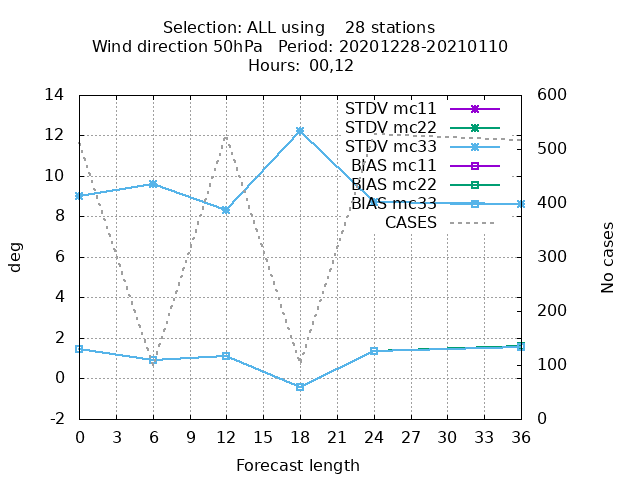 Selection: ALL using    28 stations
Wind direction 50hPa   Period: 20201228-20210110
Hours:  00,12
14
12
10
8
6
4
2
0
-2
600
500
400
300
200
100
0
deg
No cases
STDV mc11
STDV mc22
STDV mc33
BIAS mc11
BIAS mc22
BIAS mc33
CASES
0 3 6 9 12 15 18 21 24 27 30 33 36
Forecast length